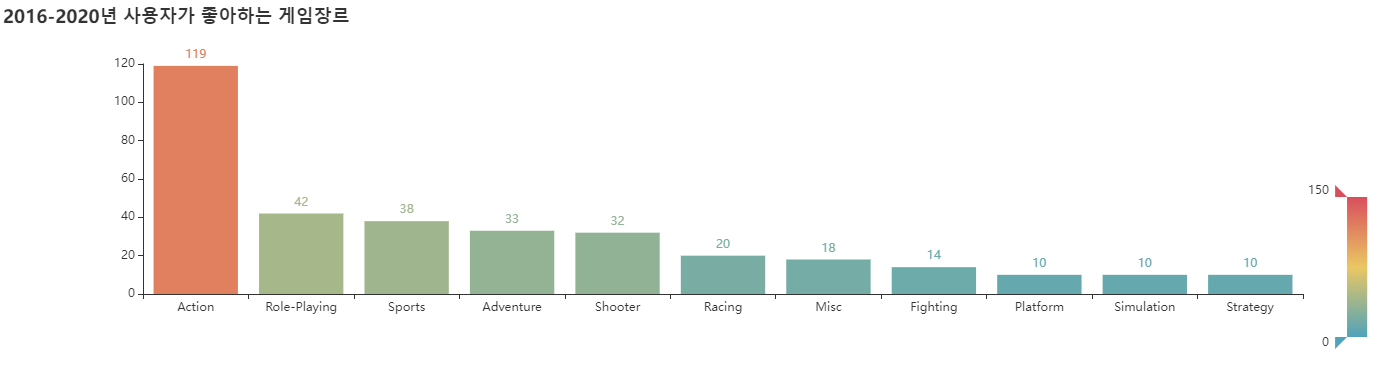 2016-2020년 사용자가 좋아하는 게임장르
119
120
100
80
60
40
20
0
42
38
33
32
20
18
14
10
10
10
Action
Role-Playing
Sports
Adventure
Shooter
Racing
Misc
Fighting
Platform
Simulation
Strategy
150
0